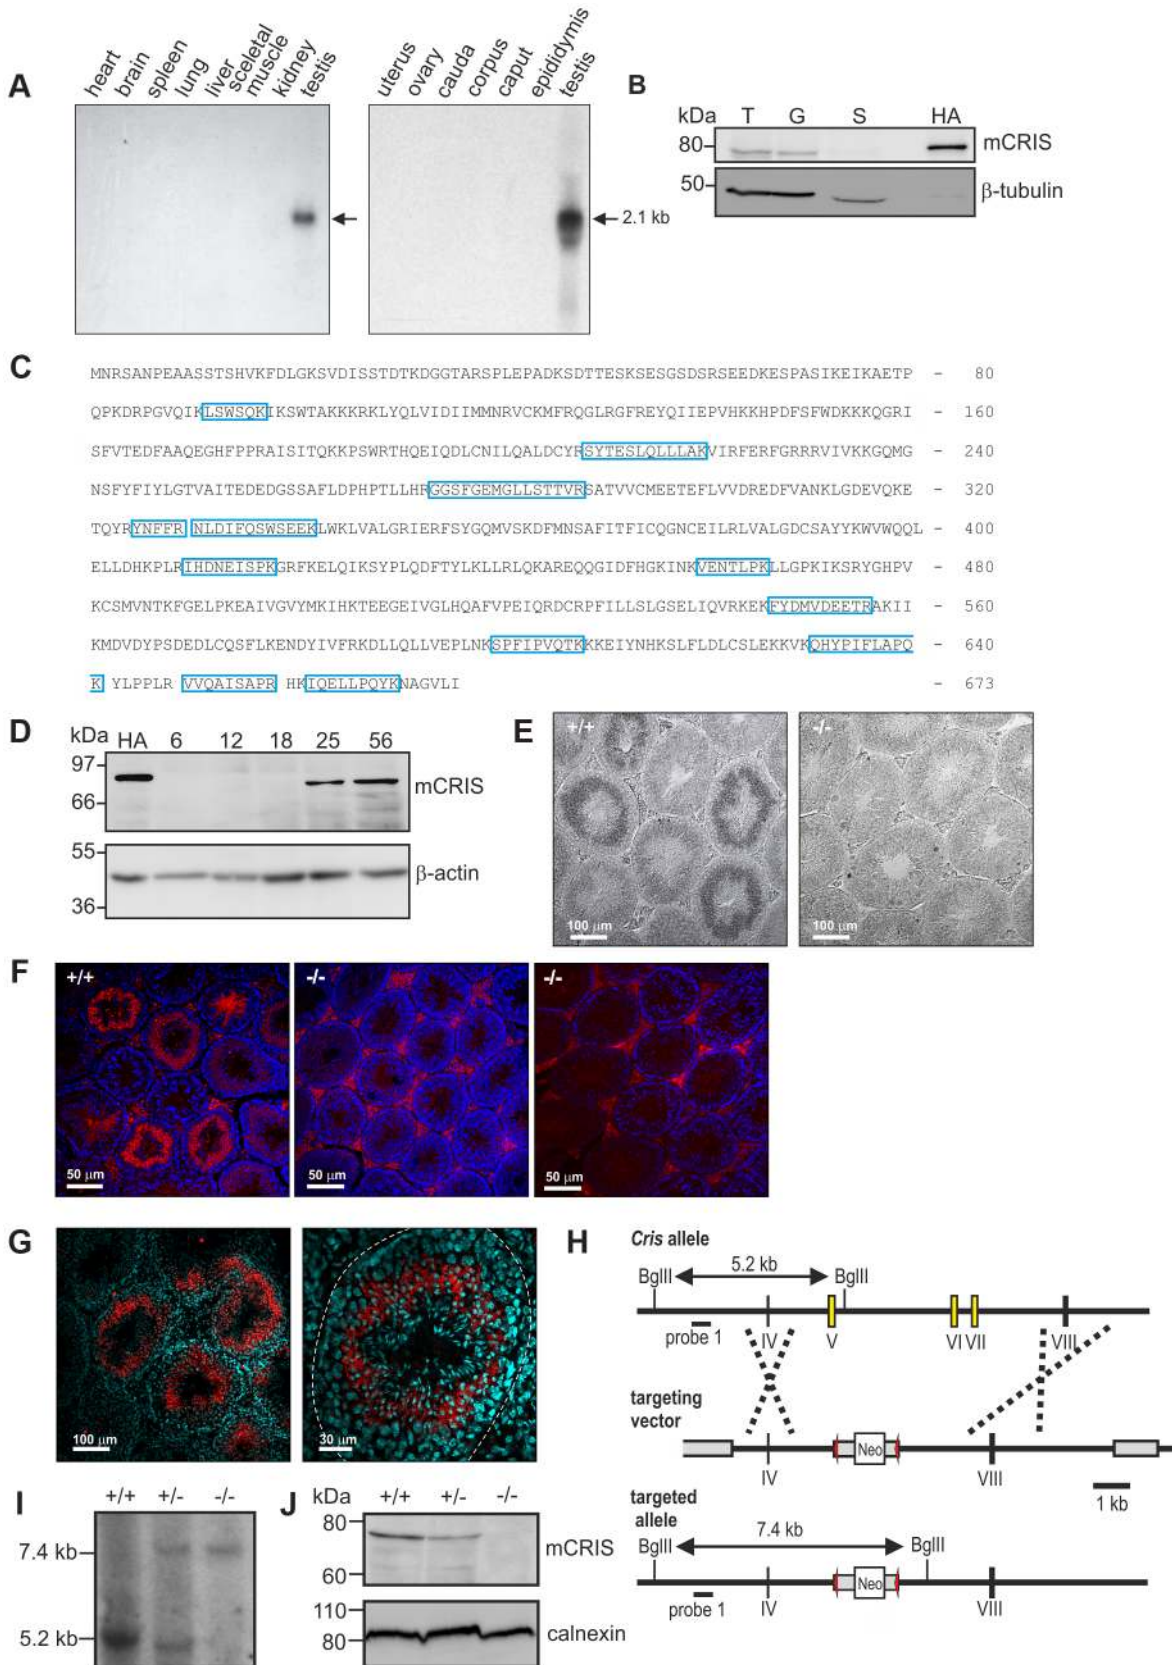 A
heart
brain
spleen
lung
liver
sceletal
muscle
kidney
testis
uterus
ovary
cauda
corpus
caput
epididymis
testis
2.1 kb
B
kDa T G S HA
80 mCRIS
50 β-tubulin
C
MNRSANPEAASSTSHVKFDLGKSVDISSTDTKDGGTARSPLEPADKSDTTESKSESGSDSRSEEDKESPASIKEIKAETP - 80
QPKDRPGVQIKLSWSQKIKSWTAKKKRKLYQLVIDIIMMNRVCKMFRQGLRGFREYQIIEPVHKKHPDFSFWDKKKQGRI - 160
SFVTEDFAAQEGHFPPRAISITQKKPSWRTHQEIQDLCNILQALDCYRSYTESLQLLLAKVIRFERFGRRRVIVKKGQMG - 240
NSFYFIYLGTVAITEDEDGSSAFLDPHPTLLHRGGSFGEMGLLSTTVRSATVVCMEETEFLVVDREDFVANKLGDEVQKE - 320
TQYRYNFFR NLDIFQSWSEEKLWKLVALGRIERFSYGQMVSKDFMNSAFITFICQGNCEILRLVALGDCSAYYKWVWQQL - 400
ELLDHKPLRIHDNEISPKGRFKELQIKSYPLQDFTYLKLLRLQKAREQQGIDFHGKINKVENTLPKLLGPKIKSRYGHPV - 480
KCSMVNTKFGELPKEAIVGVYMKIHKTEEGEIVGLHQAFVPEIQRDCRPFILLSLGSELIQVRKEKFYDMVDEETRAKII - 560
KMDVDYPSDEDLCQSFLKENDYIVFRKDLLQLLVEPLNKSPFIPVQTKKKEIYNHKSLFLDLCSLEKKVKQHYPIFLAPQ - 640
K YLPPLR VVQAISAPR HKIQELLPQYKNAGVLI - 673
D
kDa HA 6 12 18 25 56
97
mCRIS
66
55
β-actin
36
E
+/+ -/-
100 µm 100 µm
F
+/+ -/- -/-
50 µm 50 µm 50 µm
G
100 µm 30 µm
H
Cris allele
5.2 kb
BglII BglII
probe 1 IV V VI VII VIII
targeting
vector
Neo
IV VIII
1 kb
targeted
allele
7.4 kb
BglII BglII
Neo
probe 1 IV VIII
I
+/+ +/- -/-
7.4 kb
5.2 kb
J
kDa +/+ +/- -/-
80
mCRIS
60
110
calnexin
80